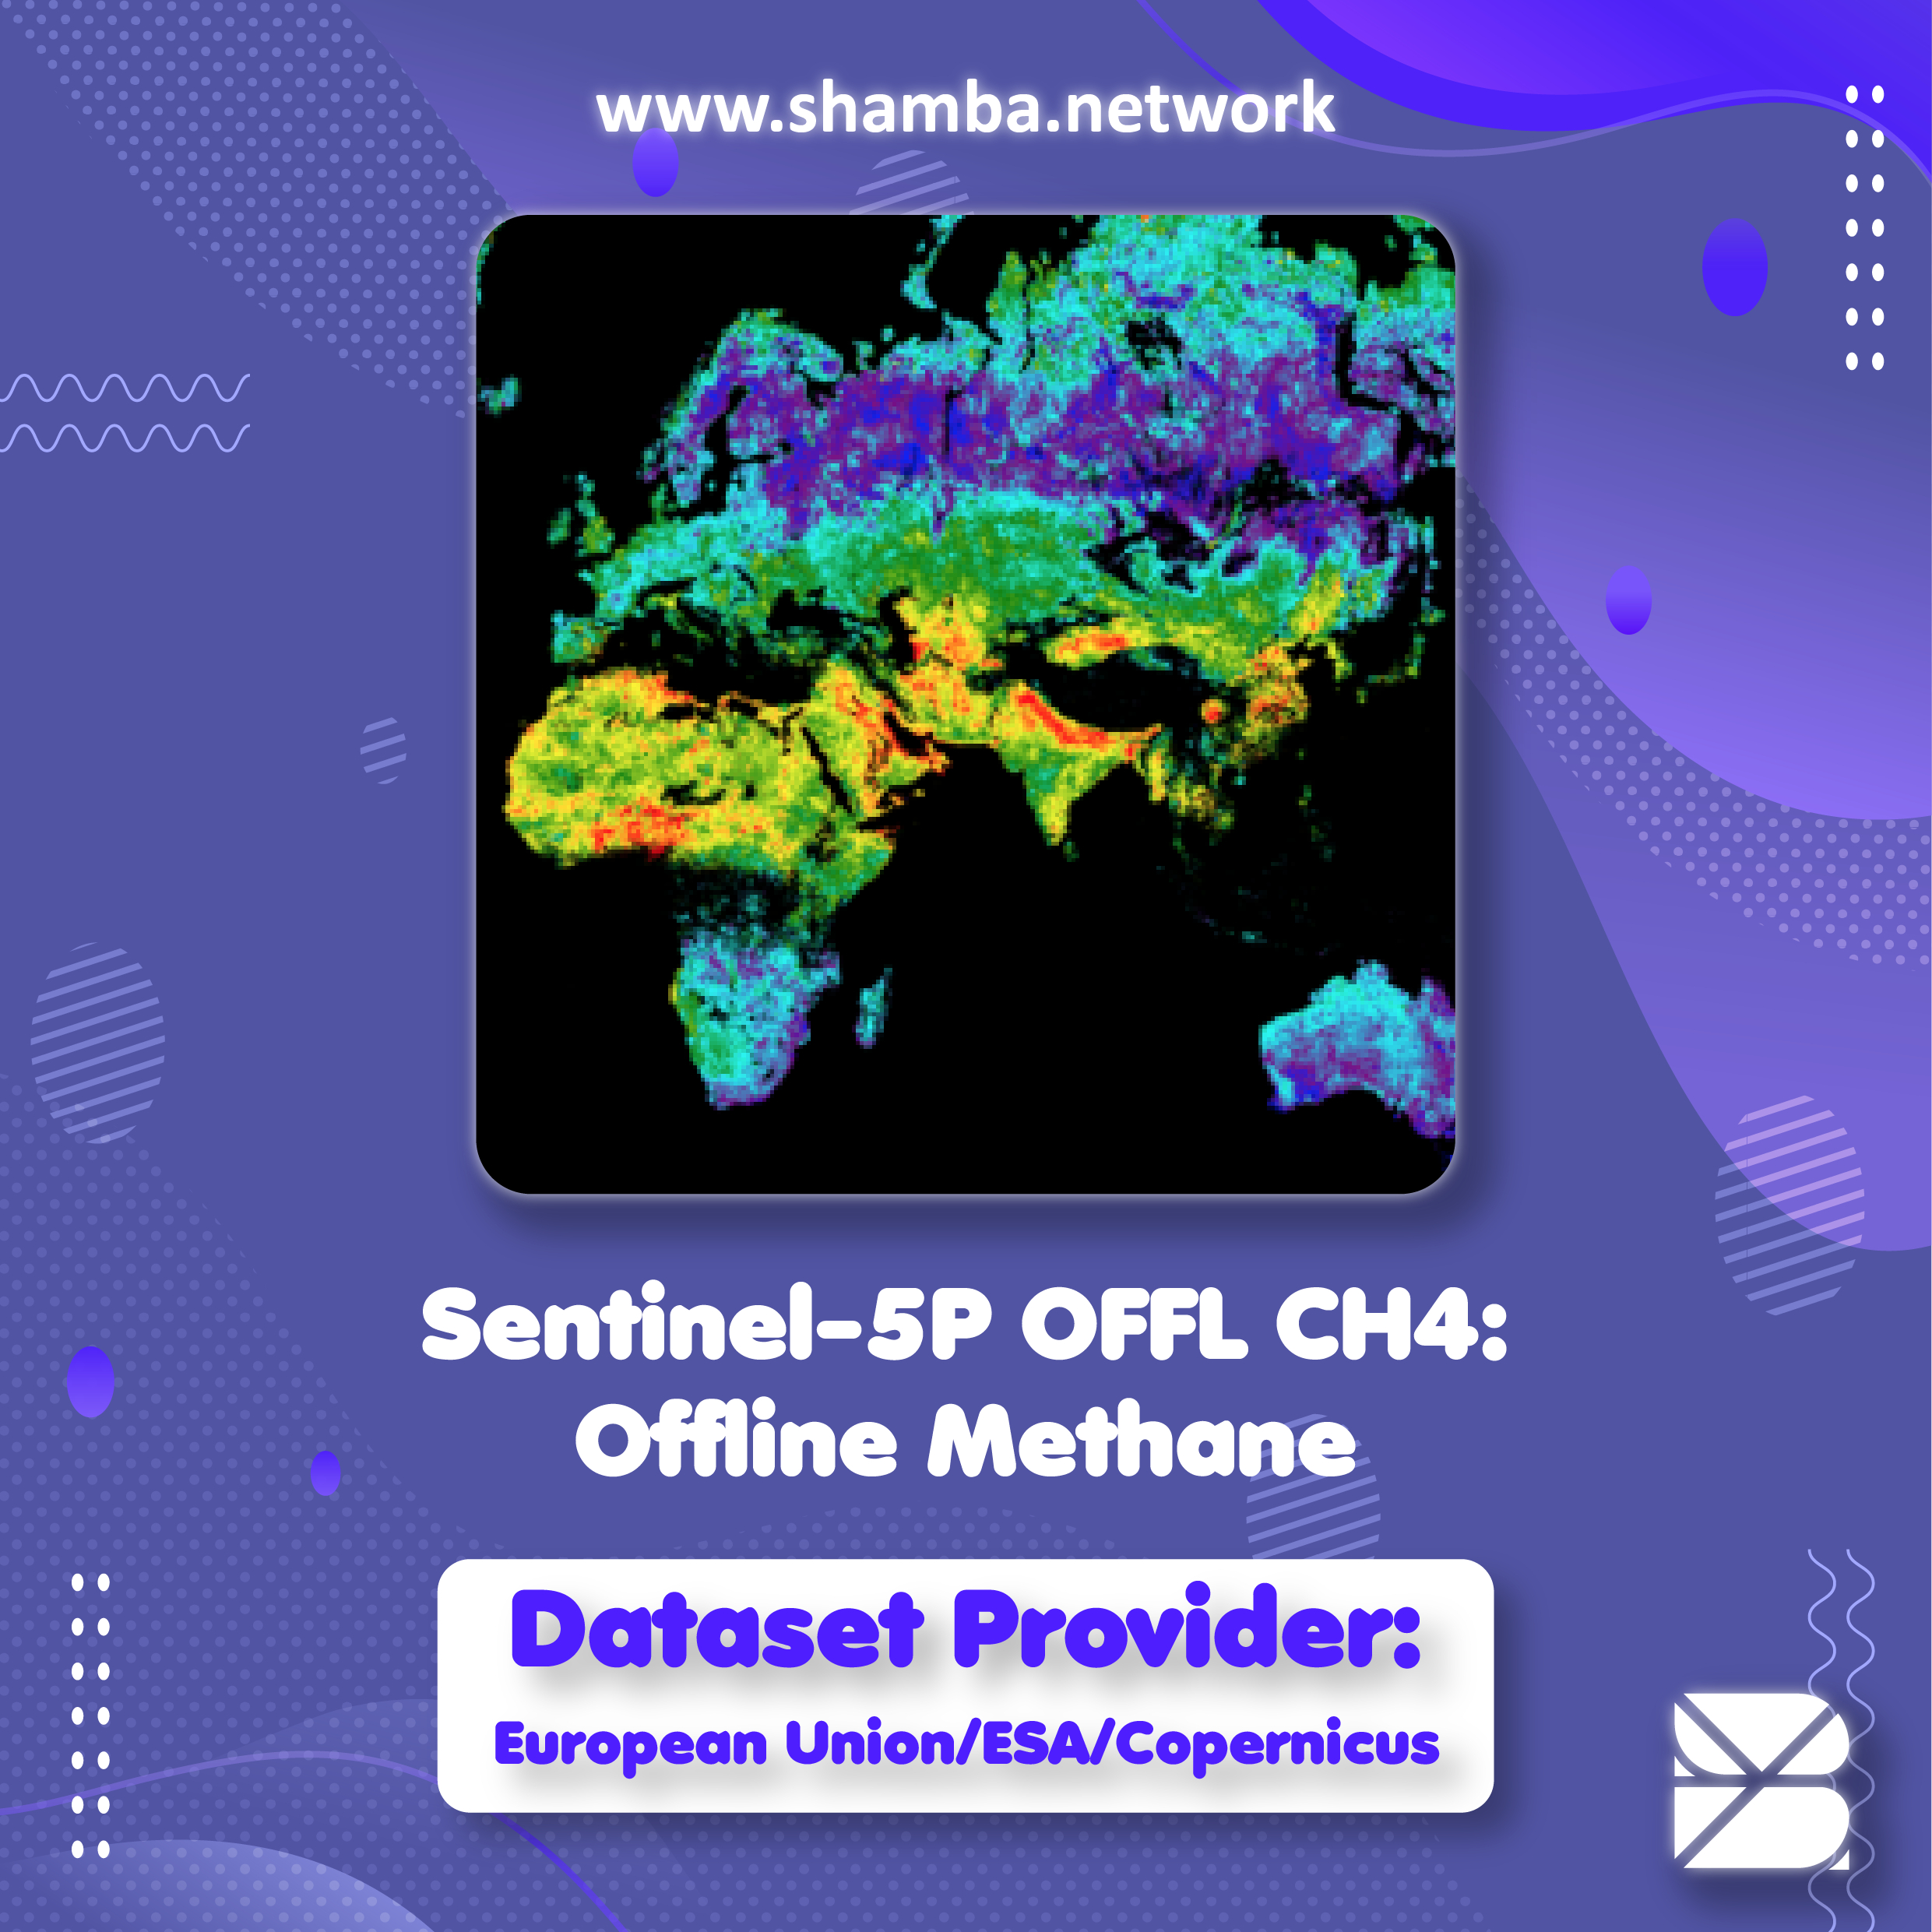 www.shamba.network
Sentinel-5P OFFL CH4:
Offline Methane
Dataset Provider:
European Union/ESA/Copernicus